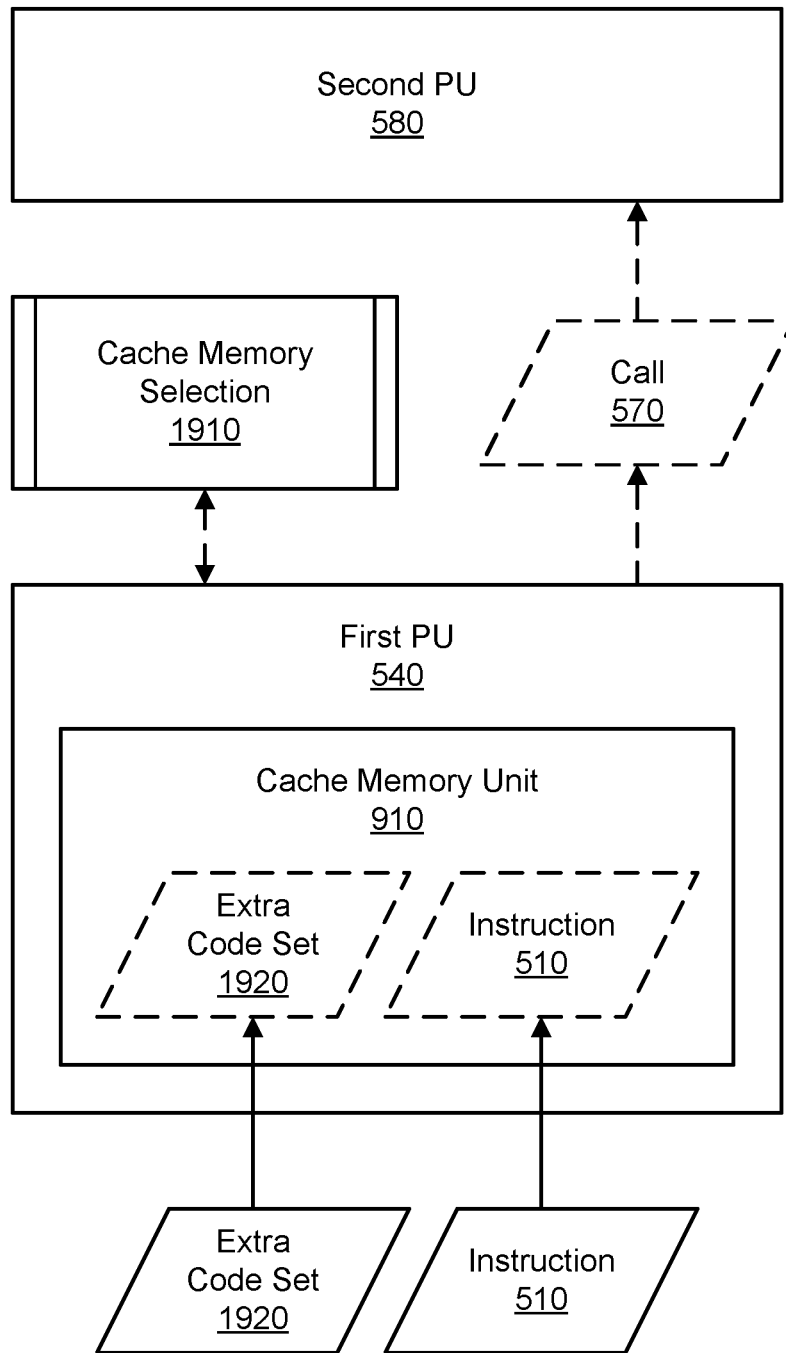 Second PU
580
Cache Memory
Selection
1910
Call
570
First PU
540
Cache Memory Unit
910
Extra
Code Set
1920
Instruction
510
Extra
Code Set
1920
Instruction
510